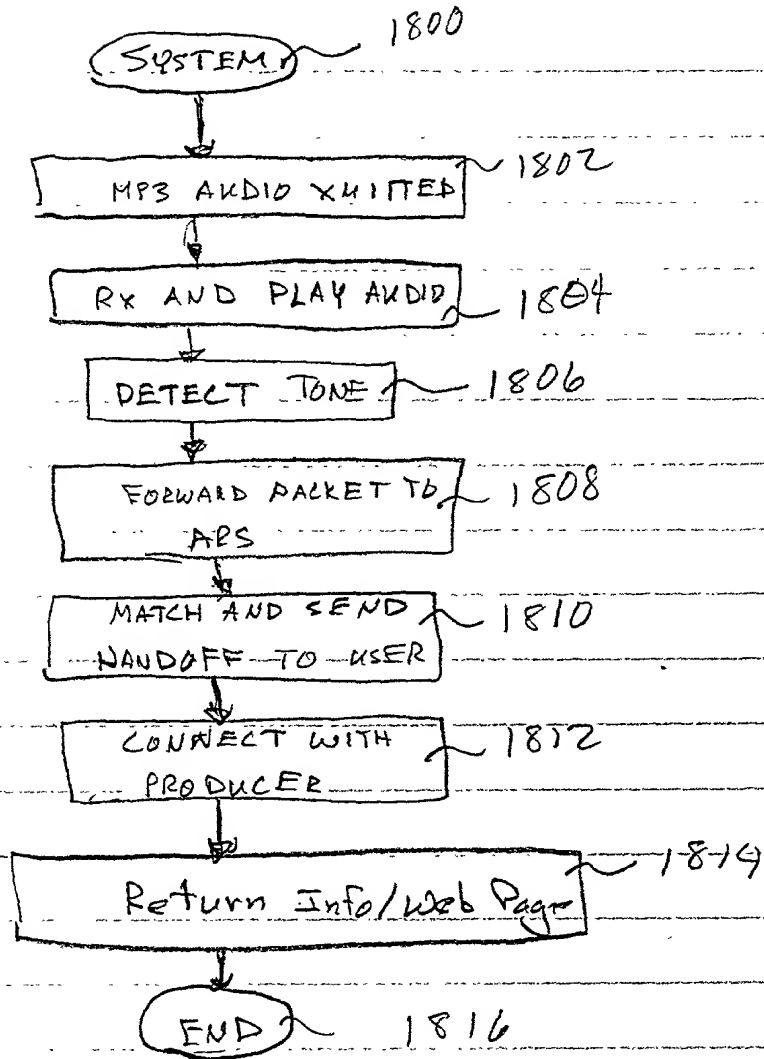 1800
SYSTEM
1802
MP3 AUDIO XMITTED
RX AND PLAY AUDIO
1804
DETECT TONE
1806
FORWARD PACKET TO
1808
ARS
MATCH AND SEND
1810
HANDOFF TO USER
CONNECT WITH
1812
PRODUCER
1814
Return Info/Web Page
END
1816